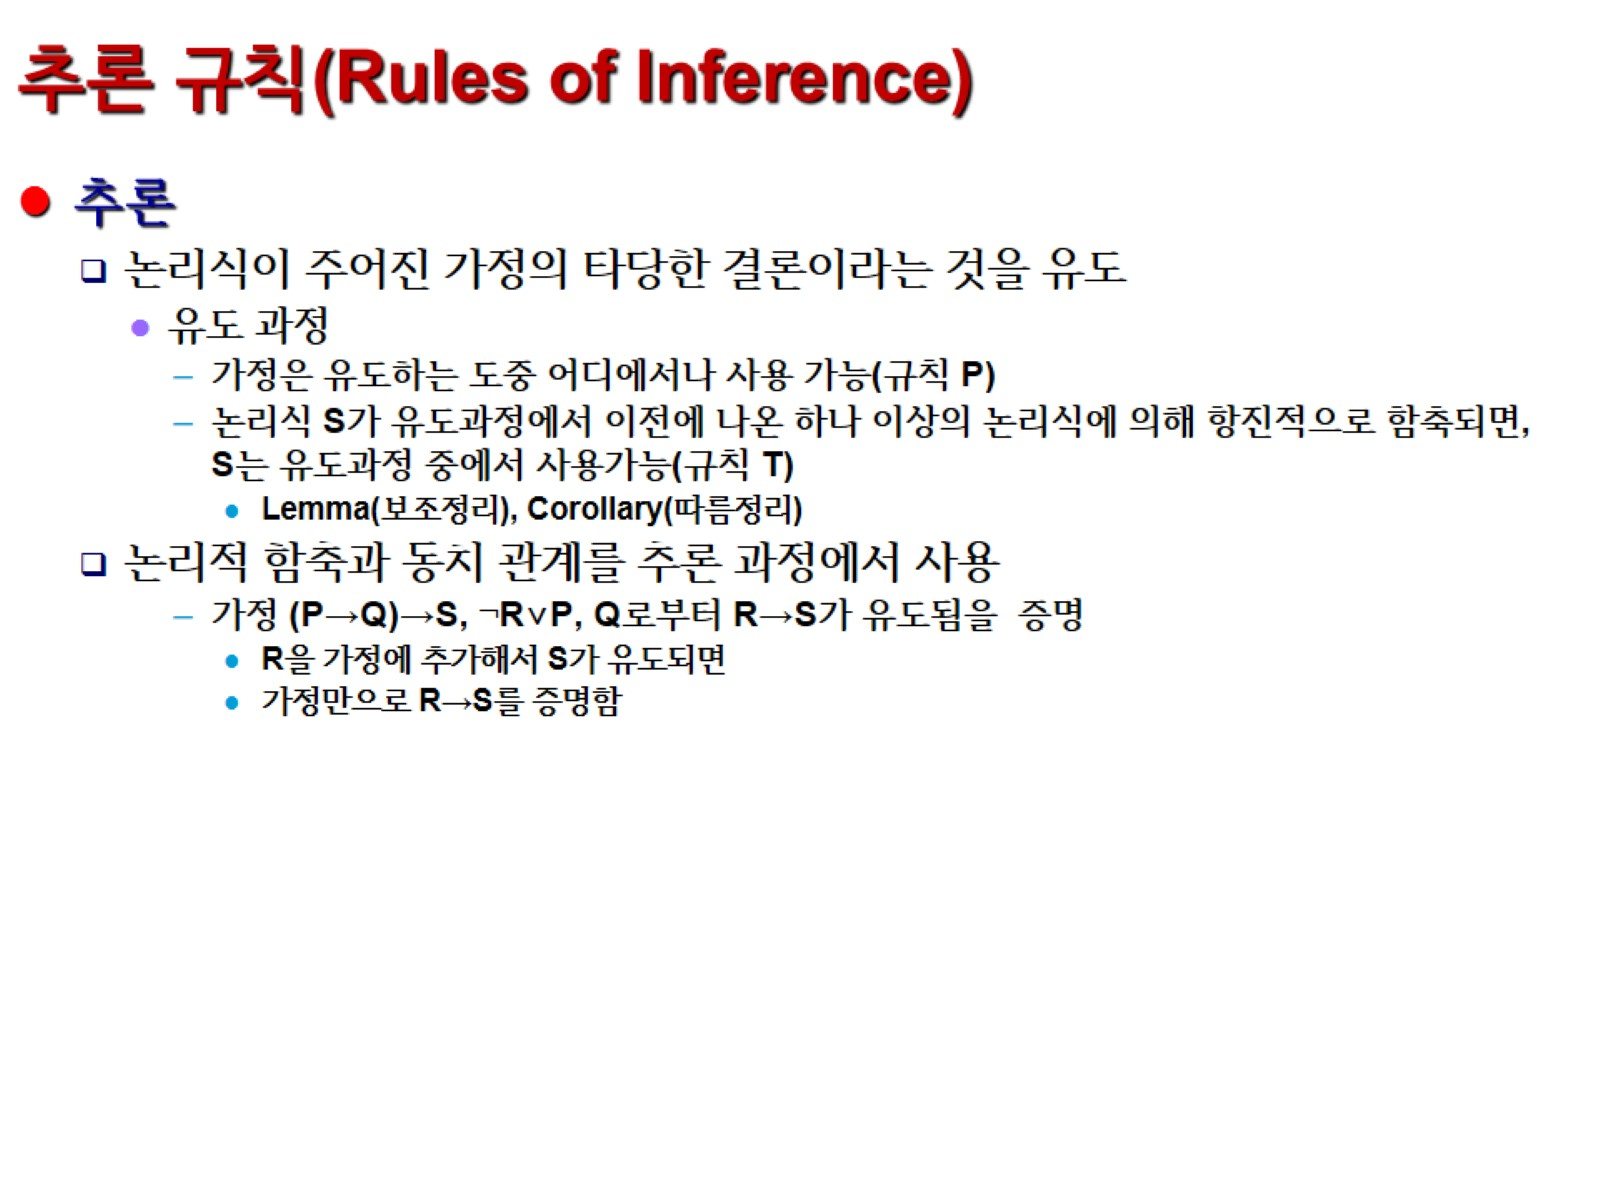 추론 규칙(Rules of Inference)
추론
논리식이 주어진 가정의 타당한 결론이라는 것을 유도
유도 과정
– 가정은 유도하는 도중 어디에서나 사용 가능(규칙 P)
– 논리식 S가 유도과정에서 이전에 나온 하나 이상의 논리식에 의해 항진적으로 함축되면,
S는 유도과정 중에서 사용가능(규칙 T)
Lemma(보조정리), Corollary(따름정리)
논리적 함축과 동치 관계를 추론 과정에서 사용
– 가정 (P→Q)→S, ¬R∨P, Q로부터 R→S가 유도됨을 증명
R을 가정에 추가해서 S가 유도되면
가정만으로 R→S를 증명함